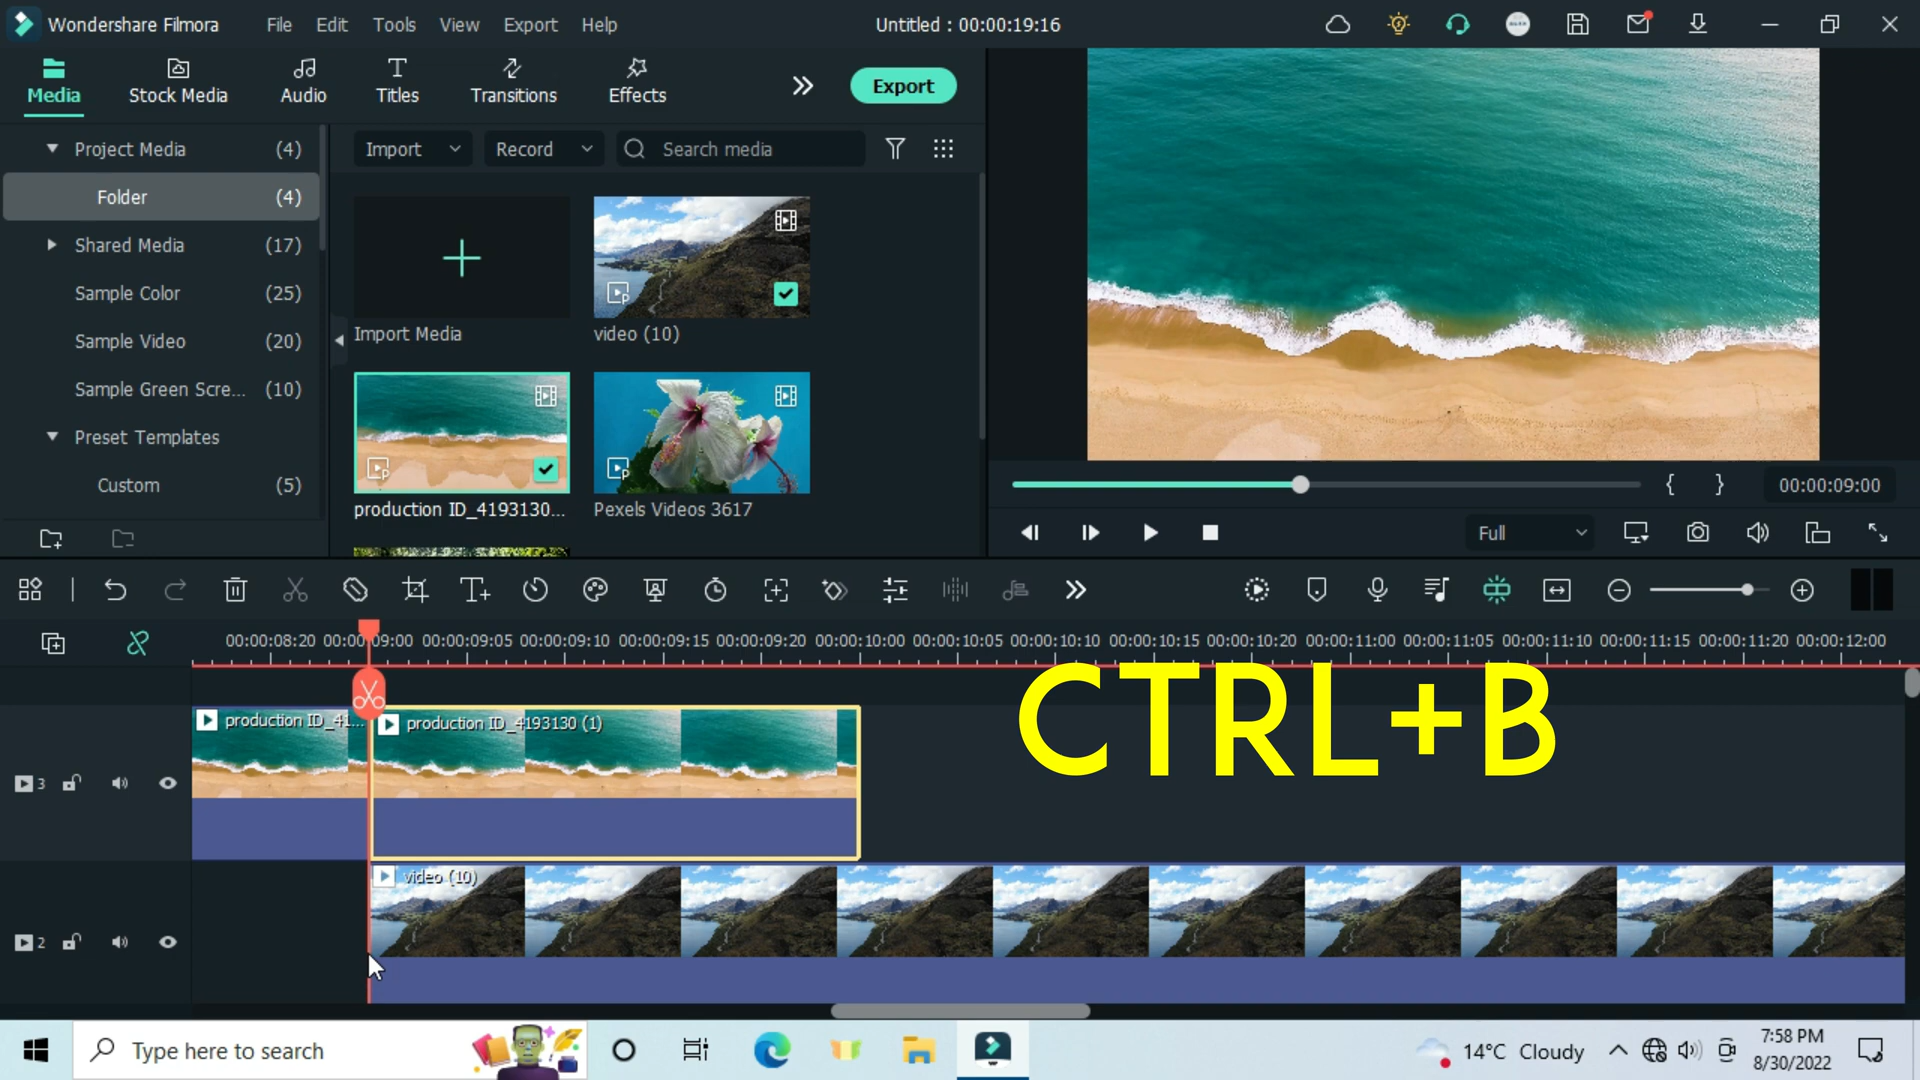 Wondershare Filmora
File
Edit
Tools
View
Export
Help
Untitled : 00:00:19:16
Media
Stock Media
Audio
Titles
Transitions
Effects
Export
Project Media (4)
Folder (4)
Shared Media (17)
Sample Color (25)
Sample Video (20)
Sample Green Scre... (10)
Preset Templates
Custom (5)
Import
Record
Search media
Import Media
video (10)
production ID_4193130...
Pexels Videos 3617
{ } 00:00:09:00
Full
00:00:08:20 00:00:09:00 00:00:09:05 00:00:09:10 00:00:09:15 00:00:09:20 00:00:10:00 00:00:10:05 00:00:10:10 00:00:10:15 00:00:10:20 00:00:11:00 00:00:11:05 00:00:11:10 00:00:11:15 00:00:11:20 00:00:12:00
CTRL+B
production ID_41...
production ID_4193130 (1)
3
video (10)
2
Type here to search
14°C Cloudy
7:58 PM
8/30/2022